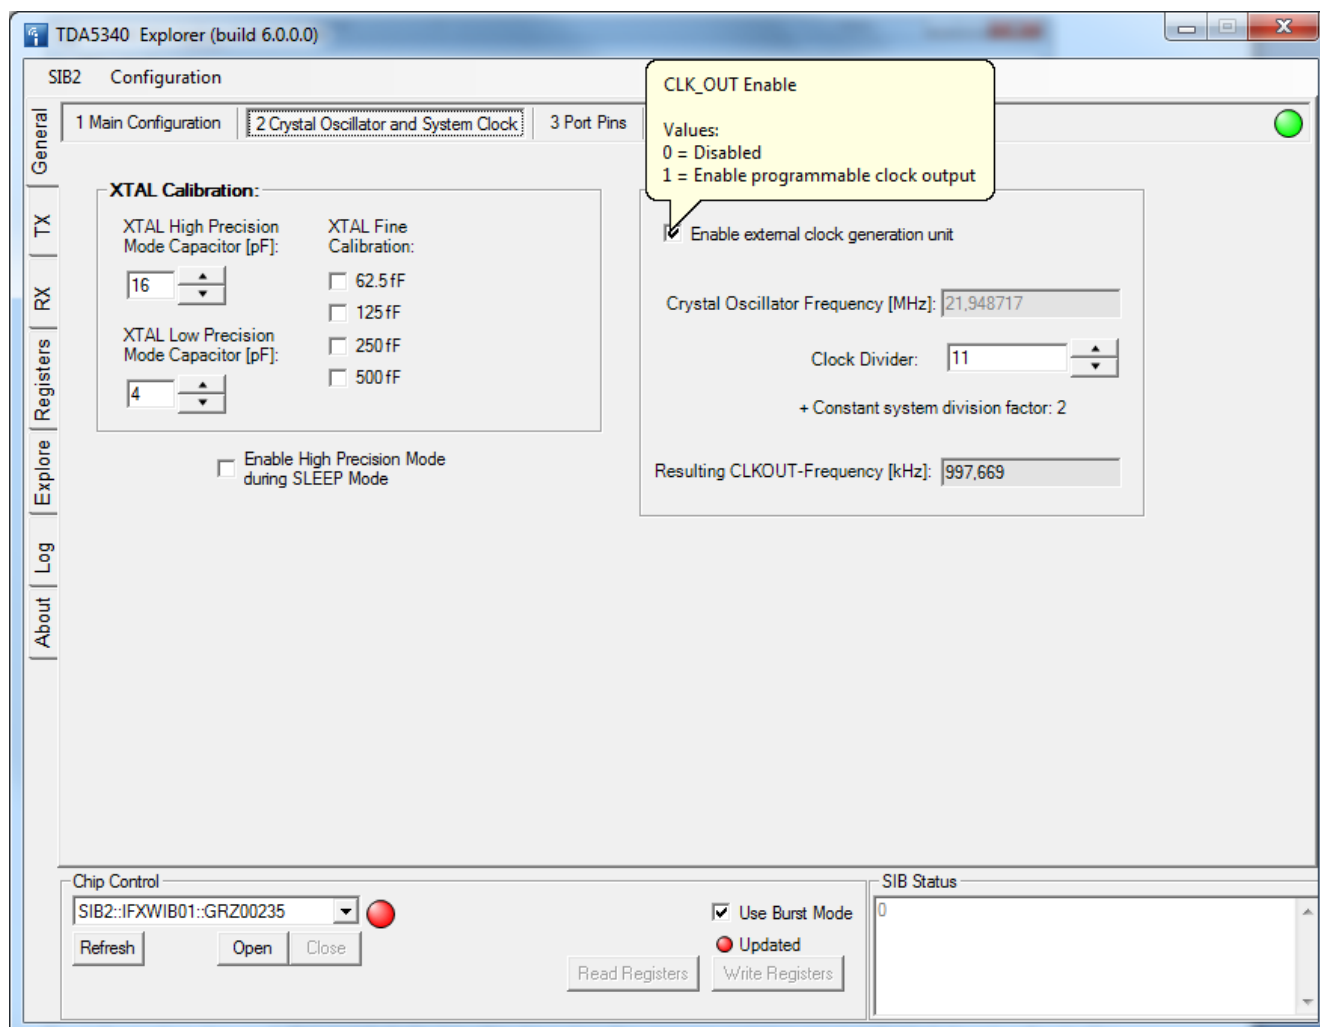 TDA5340 Explorer (build 6.0.0.0)
SIB2 Configuration
CLK_OUT Enable
Values:
0 = Disabled
1 = Enable programmable clock output
General
TX
RX
Registers
Explore
Log
About
1 Main Configuration
2 Crystal Oscillator and System Clock
3 Port Pins
XTAL Calibration:
XTAL High Precision
Mode Capacitor [pF]:
16
XTAL Low Precision
Mode Capacitor [pF]:
4
XTAL Fine
Calibration:
62.5 fF
125 fF
250 fF
500 fF
Enable High Precision Mode
during SLEEP Mode
Enable external clock generation unit
Crystal Oscillator Frequency [MHz]: 21,948717
Clock Divider: 11
+ Constant system division factor: 2
Resulting CLKOUT-Frequency [kHz]: 997,669
Chip Control
SIB2::IFXWIB01::GRZ00235
Refresh
Open
Close
Use Burst Mode
Updated
Read Registers
Write Registers
SIB Status
0